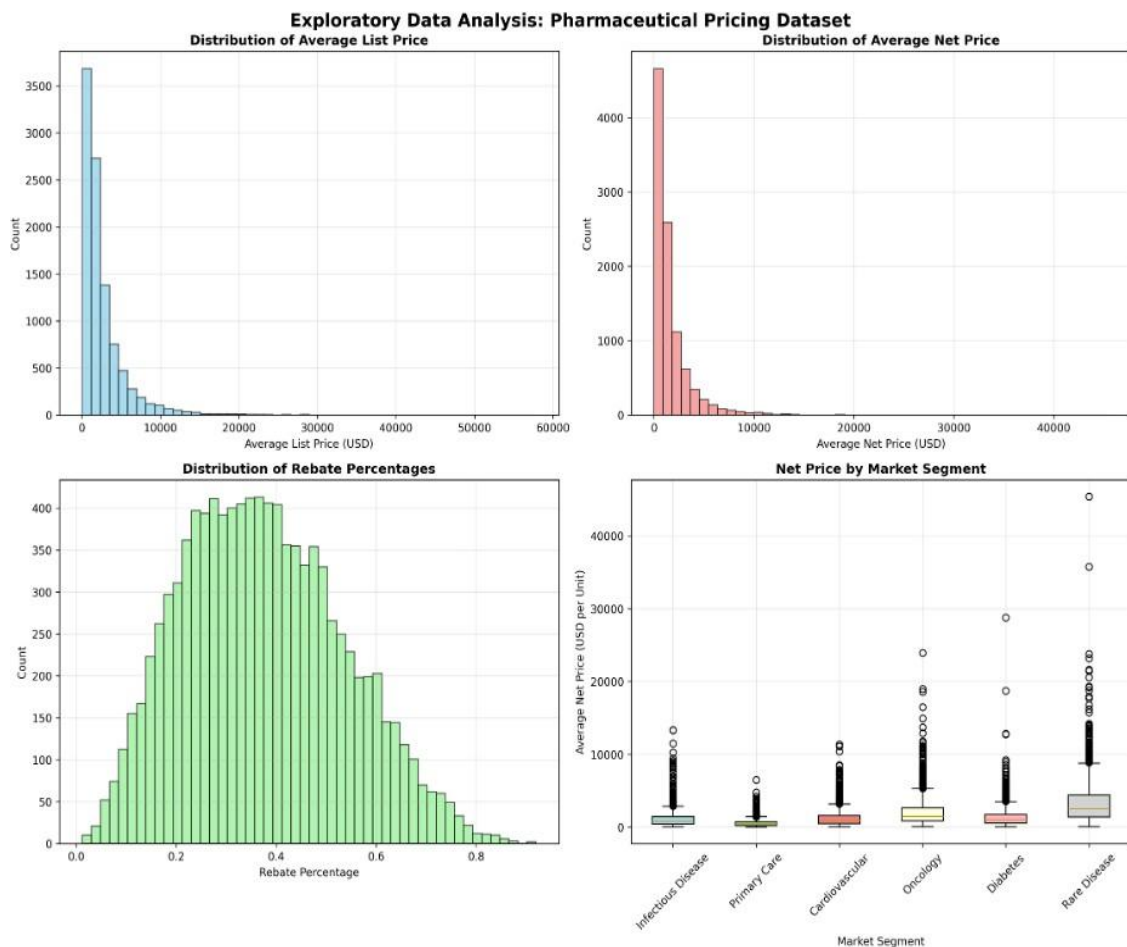 Exploratory Data Analysis: Pharmaceutical Pricing Dataset
Distribution of Average List Price
Count
3500
3000
2500
2000
1500
1000
500
0
0 10000 20000 30000 40000 50000 60000
Average List Price (USD)
Distribution of Average Net Price
Count
4000
4000
2000
1000
0
0 10000 20000 30000 40000
Average Net Price (USD)
Distribution of Rebate Percentages
Count
400
350
300
250
200
150
100
50
0
0.0 0.2 0.4 0.6 0.8
Rebate Percentage
Net Price by Market Segment
Average Net Price (USD per Unit)
40000
30000
20000
10000
0
Infectious Disease
Primary Care
Cardiovascular
Oncology
Diabetes
Rare Disease
Market Segment